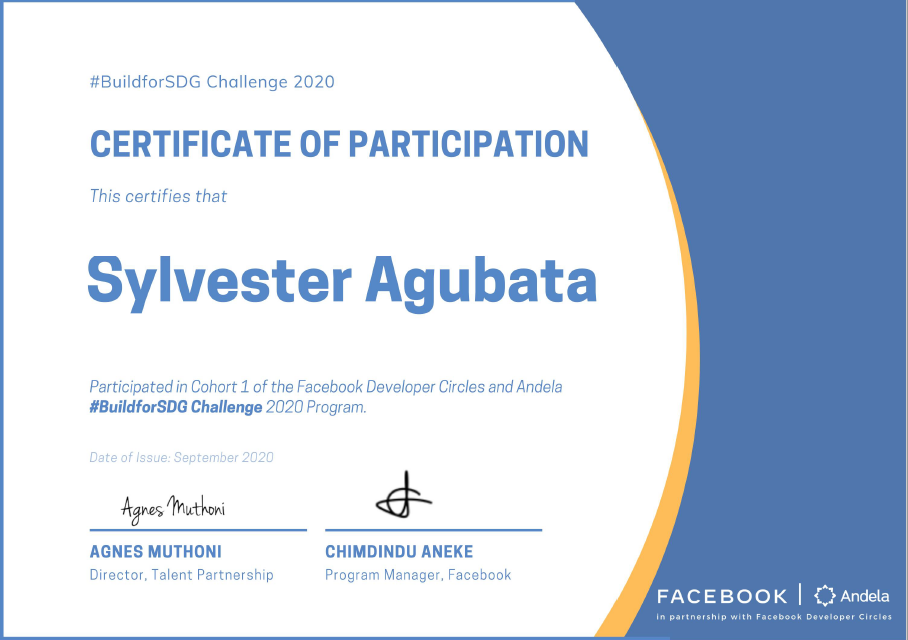 #BuildforSDG Challenge 2020
CERTIFICATE OF PARTICIPATION
This certifies that
Sylvester Agubata
Participated in Cohort 1 of the Facebook Developer Circles and Andela
#BuildforSDG Challenge 2020 Program.
Date of Issue: September 2020
Agnes Muthoni
AGNES MUTHONI
Director, Talent Partnership
CHIMDINDU ANEKE
Program Manager, Facebook
FACEBOOK | Andela
in partnership with Facebook Developer Circles